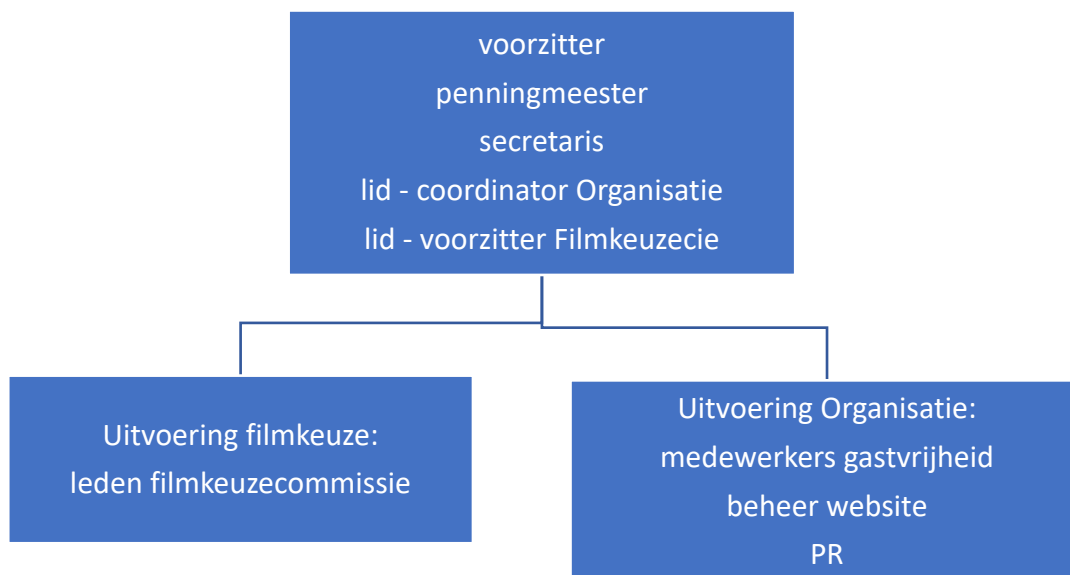 voorzitter
penningmeester
secretaris
lid - coordinator Organisatie
lid - voorzitter Filmkeuzecie
Uitvoering filmkeuze:
leden filmkeuzecommissie
Uitvoering Organisatie:
medewerkers gastvrijheid
beheer website
PR